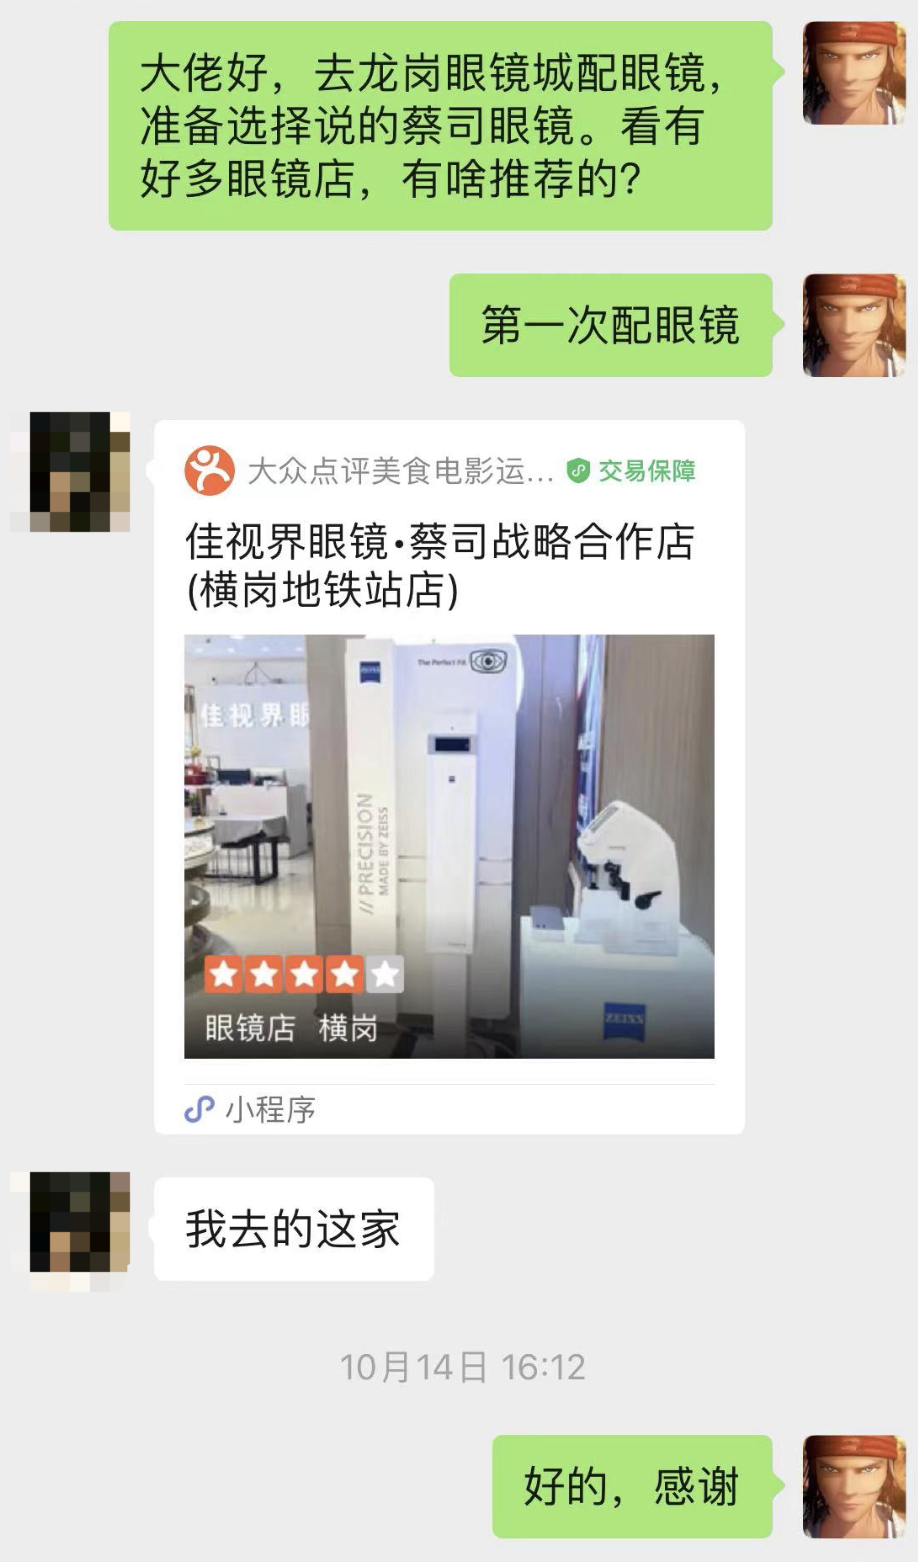 大佬好，去龙岗眼镜城配眼镜，
准备选择说的蔡司眼镜。看有
好多眼镜店，有啥推荐的？
第一次配眼镜
大众点评美食电影运... 交易保障
佳视界眼镜·蔡司战略合作店
(横岗地铁站店)
ZEISS
The Perfect Fit
佳视界眼
// PRECISION
MADE BY ZEISS
眼镜店 横岗
ZEISS
小程序
我去的这家
10月14日 16:12
好的，感谢